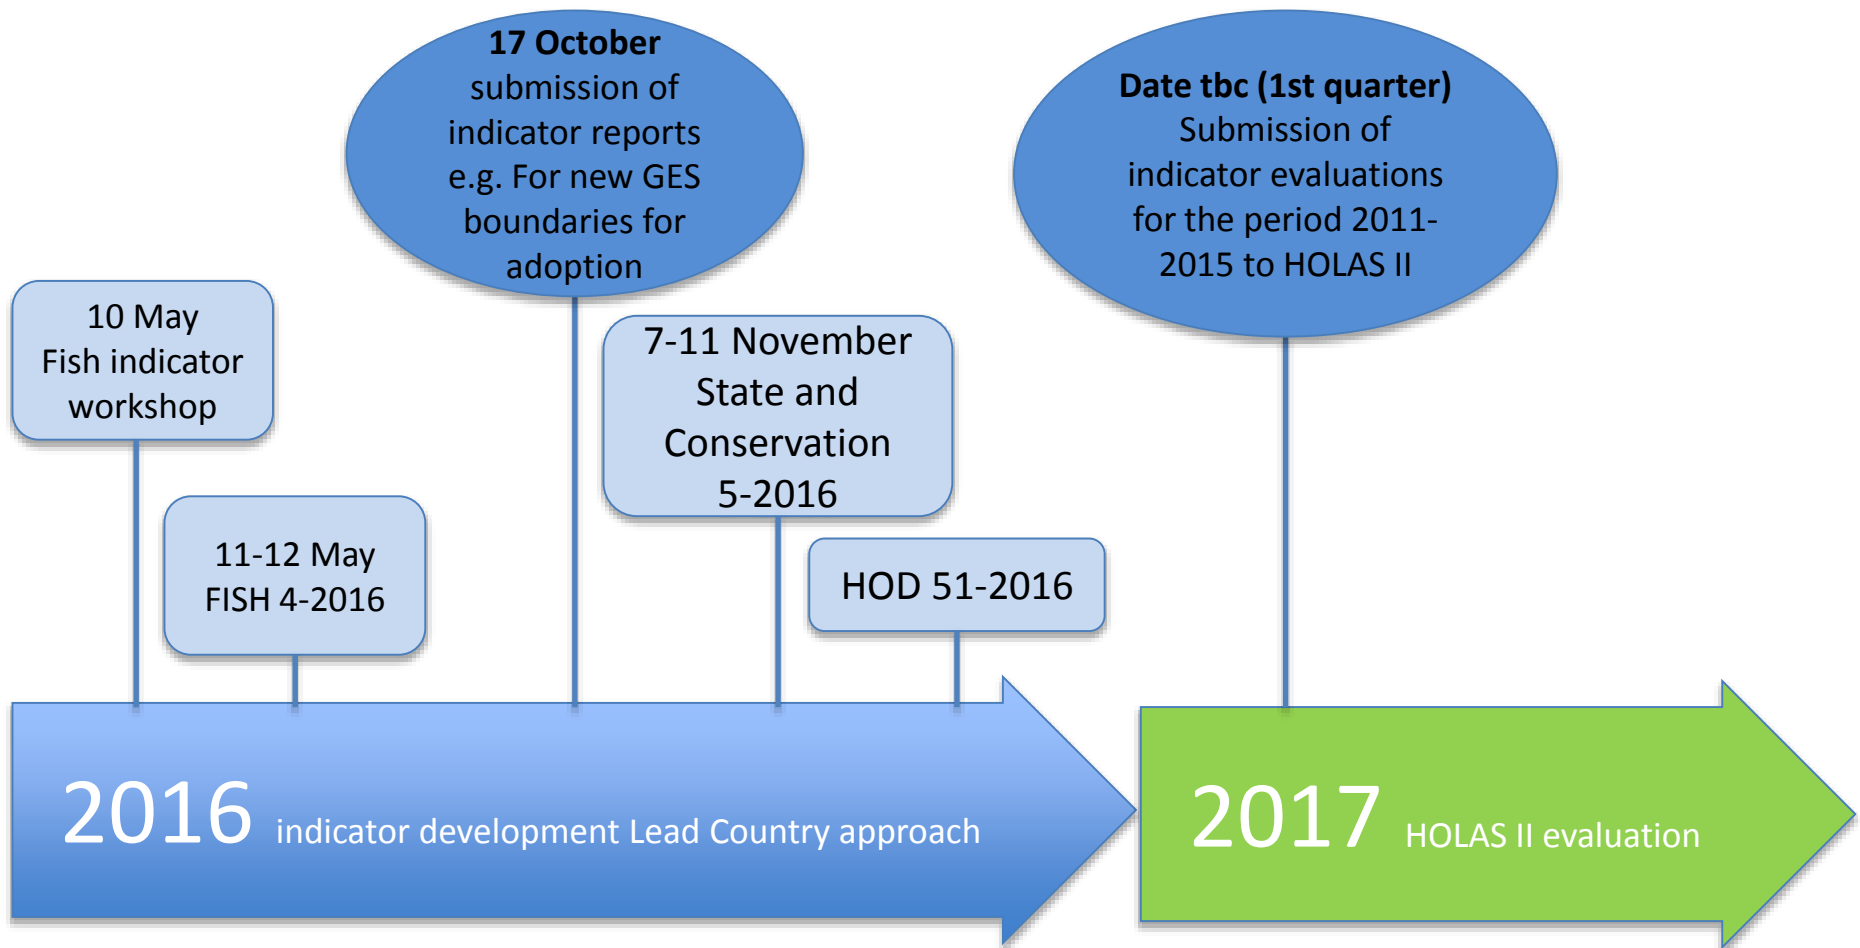 17 October
submission of
indicator reports
e.g. For new GES
boundaries for
adoption
Date tbc (1st quarter)
Submission of
indicator evaluations
for the period 2011-
2015 to HOLAS II
10 May
Fish indicator
workshop
7-11 November
State and
Conservation
5-2016
11-12 May
FISH 4-2016
HOD 51-2016
2016 indicator development Lead Country approach
2017 HOLAS II evaluation